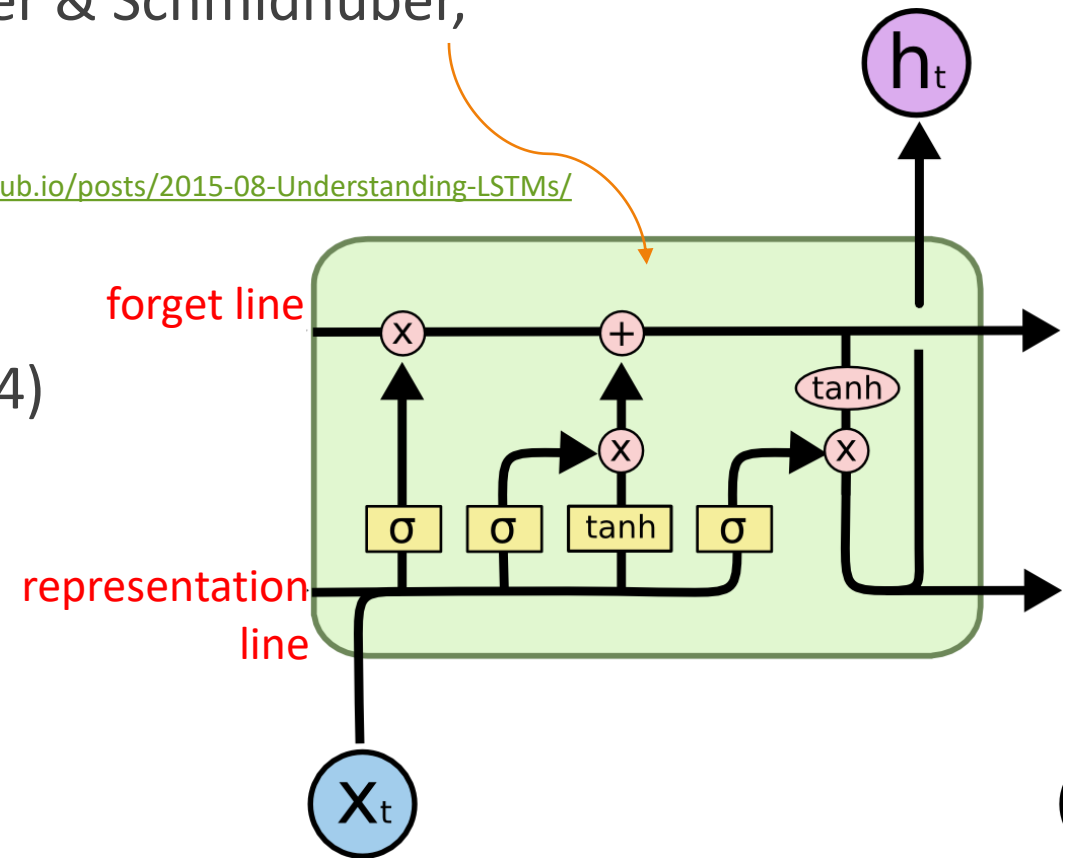 er & Schmidhuber,
ht
ub.io/posts/2015-08-Understanding-LSTMs/
forget line
x
+
4)
tanh
x
x
σ
σ
tanh
σ
representation
line
xt